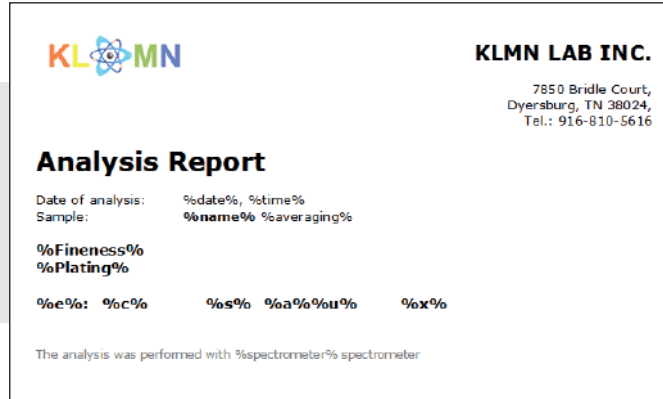 KLMN
KLMN LAB INC.
7850 Bridle Court,
Dyersburg, TN 38024,
Tel.: 916-810-5616
Analysis Report
Date of analysis: %date%, %time%
Sample: %name% %averaging%
%Fineness%
%Plating%
%e%: %c% %s% %a%%u% %x%
The analysis was performed with %spectrometer% spectrometer